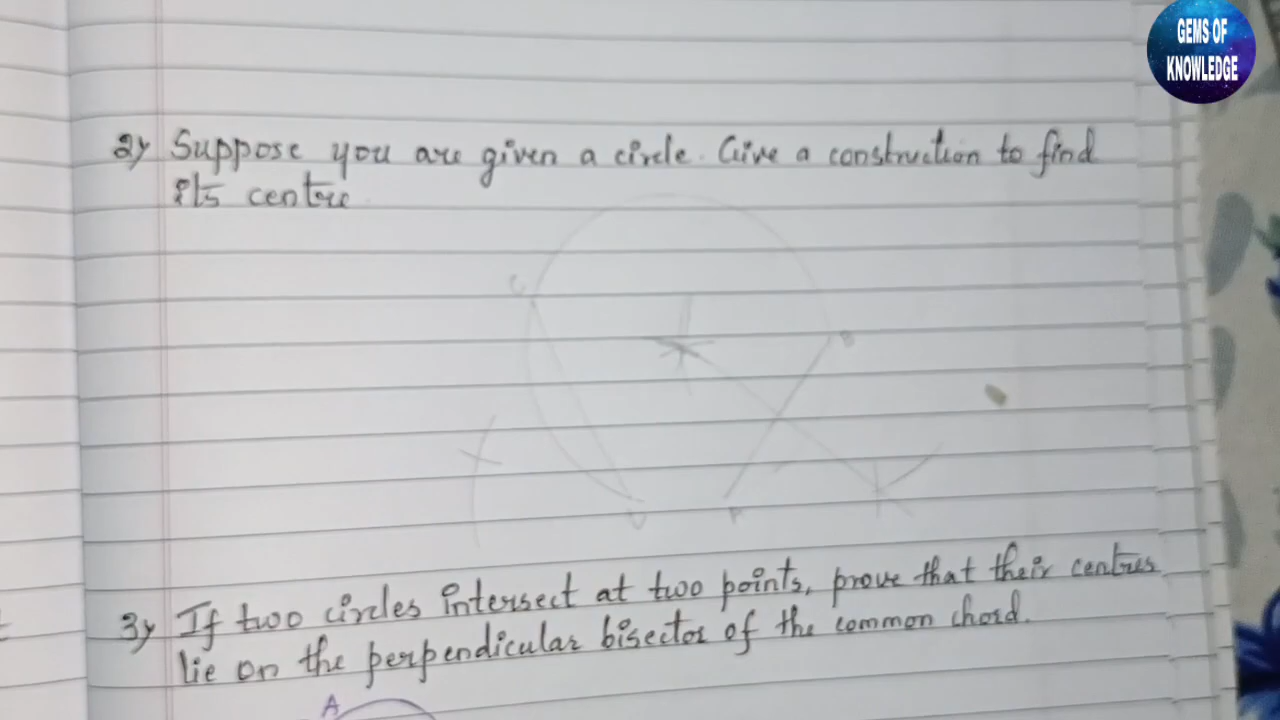 GEMS OF
KNOWLEDGE
2) Suppose you are given a circle. Give a construction to find
its centre.
C
B
D
A
3) If two circles intersect at two points, prove that their centres
lie on the perpendicular bisector of the common chord.
A